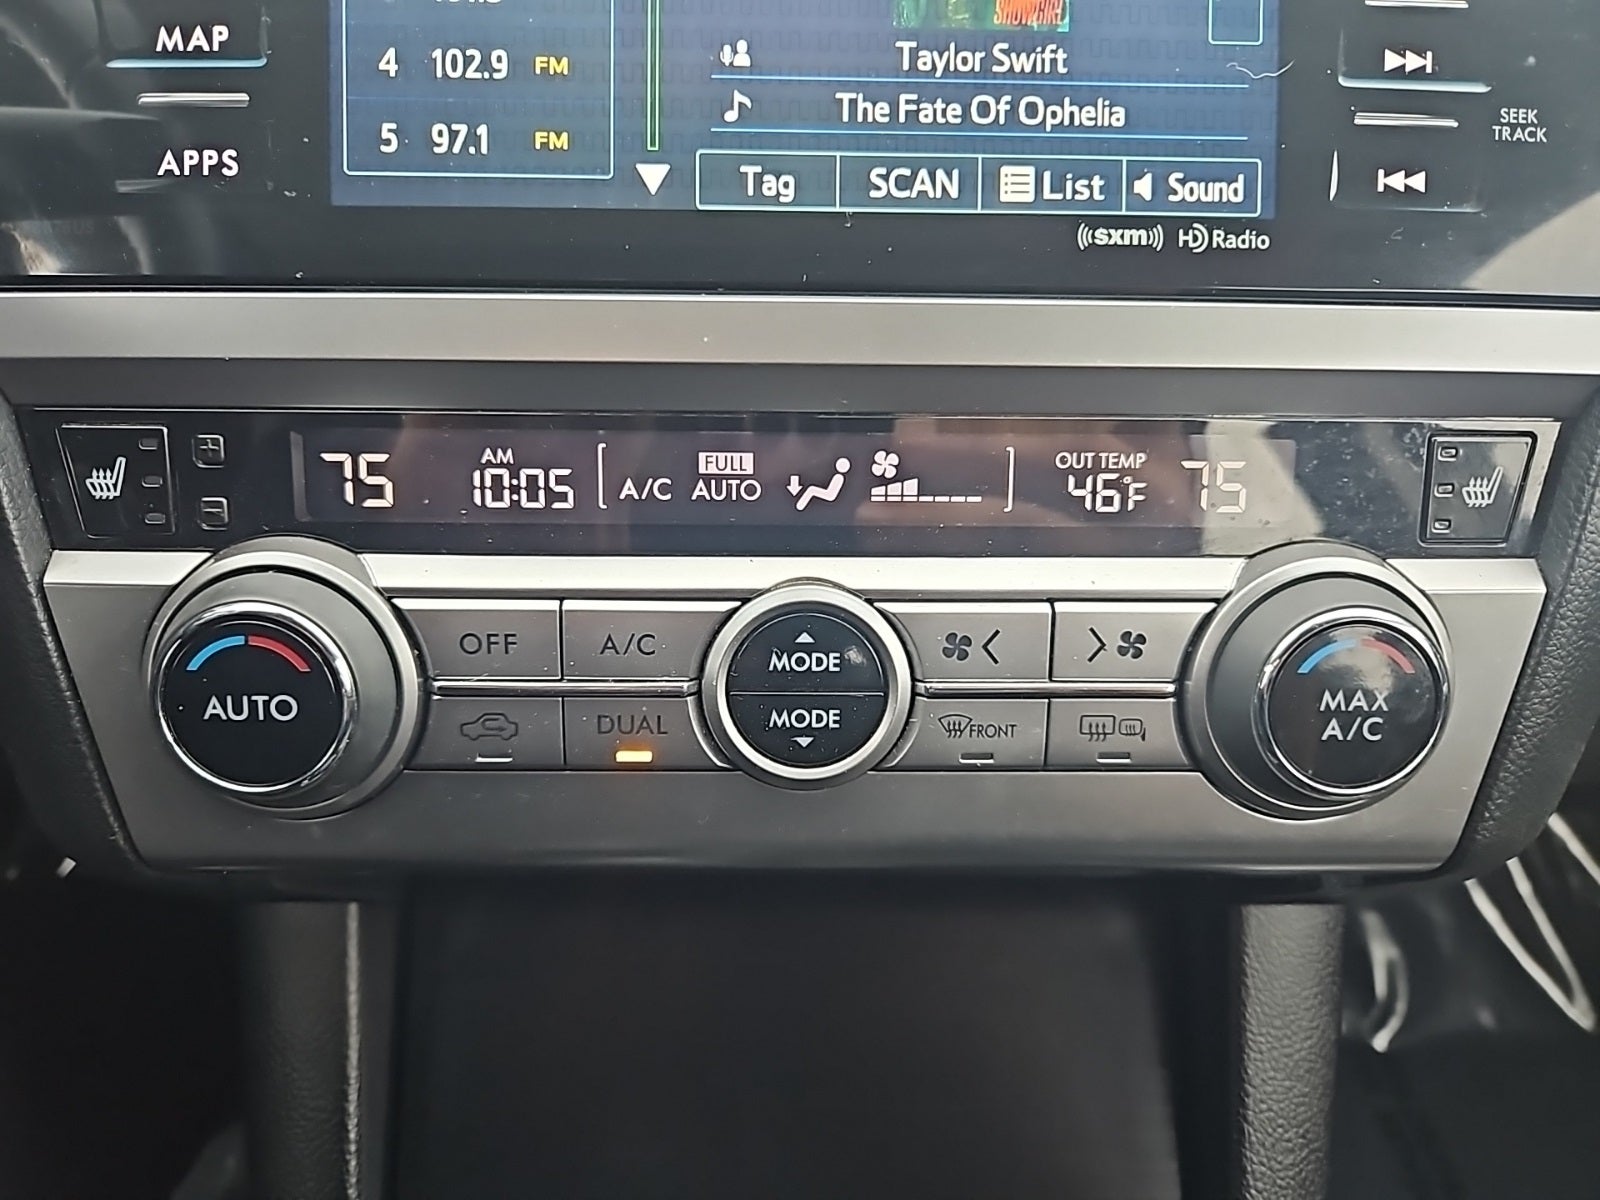 SHOWGIRL
MAP
4 102.9 FM
Taylor Swift
The Fate Of Ophelia
5 97.1 FM
APPS
SEEK
TRACK
Tag SCAN List Sound
((sxm)) HD Radio
75 AM 10:05 A/C FULL AUTO OUT TEMP 46°F 75
OFF A/C
MODE
AUTO
MODE
DUAL
FRONT
MAX
A/C